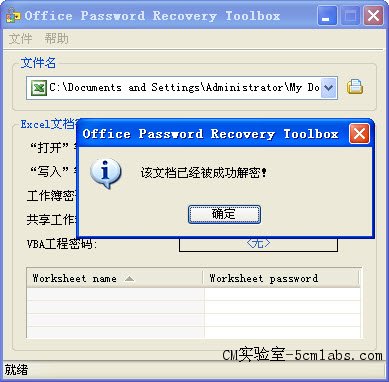 Office Password Recovery Toolbox
文件 帮助
文件名
C:\Documents and Settings\Administrator\My Do
Excel文档
Office Password Recovery Toolbox
“打开”
“写入”
该文档已经被成功解密!
工作簿密
确定
共享工作
VBA工程密码:
<无>
Worksheet name Worksheet password
CM实验室-5cmlabs.com
就绪